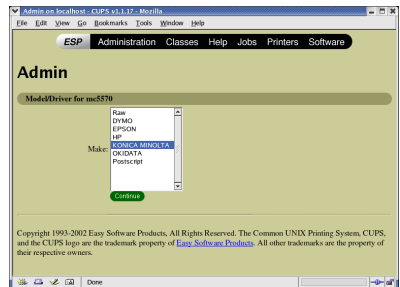 Admin on localhost - CUPS v1.1.17 - Mozilla
File Edit View Go Bookmarks Tools Window Help
ESP Administration Classes Help Jobs Printers Software
Admin
Model/Driver for mc5570
Make:
Raw
DYMO
EPSON
HP
KONICA MINOLTA
OKIDATA
Postscript
Continue
Copyright 1993-2002 Easy Software Products, All Rights Reserved. The Common UNIX Printing System, CUPS,
and the CUPS logo are the trademark property of Easy Software Products. All other trademarks are the property of
their respective owners.
Done